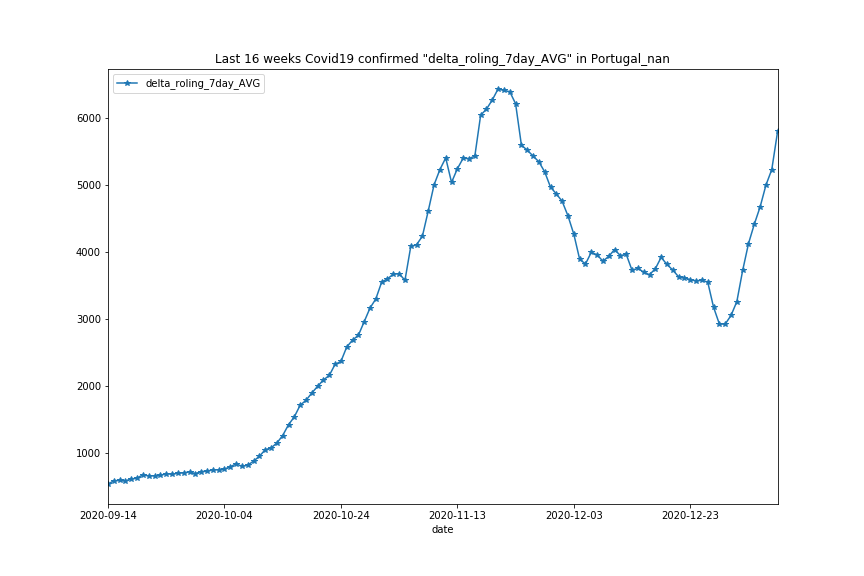 Last 16 weeks Covid19 confirmed "delta_roling_7day_AVG" in Portugal_nan
delta_roling_7day_AVG
6000
5000
4000
3000
2000
1000
2020-09-14 2020-10-04 2020-10-24 2020-11-13 2020-12-03 2020-12-23
date